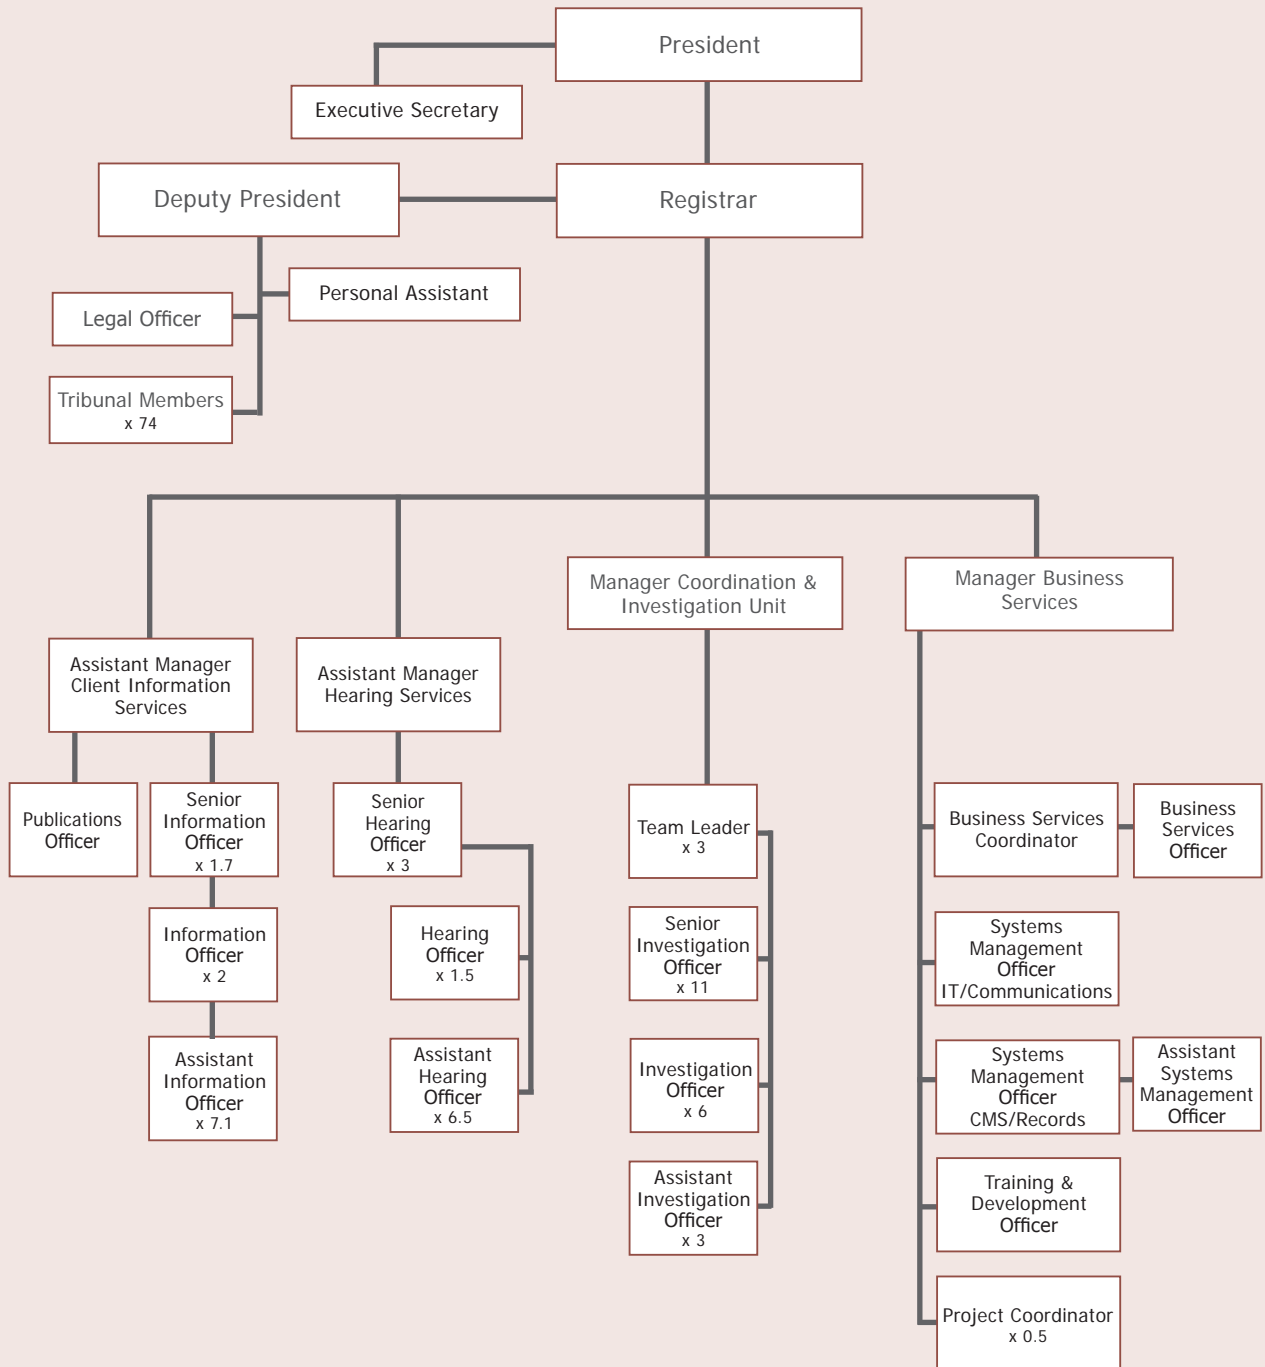 President
Executive Secretary
Deputy President
Registrar
Personal Assistant
Legal Officer
Tribunal Members
x 74
Manager Coordination &
Investigation Unit
Manager Business
Services
Assistant Manager
Client Information
Services
Assistant Manager
Hearing Services
Publications
Officer
Senior
Information
Officer
x 1.7
Senior
Hearing
Officer
x 3
Team Leader
x 3
Business Services
Coordinator
Business
Services
Officer
Information
Officer
x 2
Hearing
Officer
x 1.5
Senior
Investigation
Officer
x 11
Systems
Management
Officer
IT/Communications
Assistant
Information
Officer
x 7.1
Assistant
Hearing
Officer
x 6.5
Investigation
Officer
x 6
Systems
Management
Officer
CMS/Records
Assistant
Systems
Management
Officer
Assistant
Investigation
Officer
x 3
Training &
Development
Officer
Project Coordinator
x 0.5